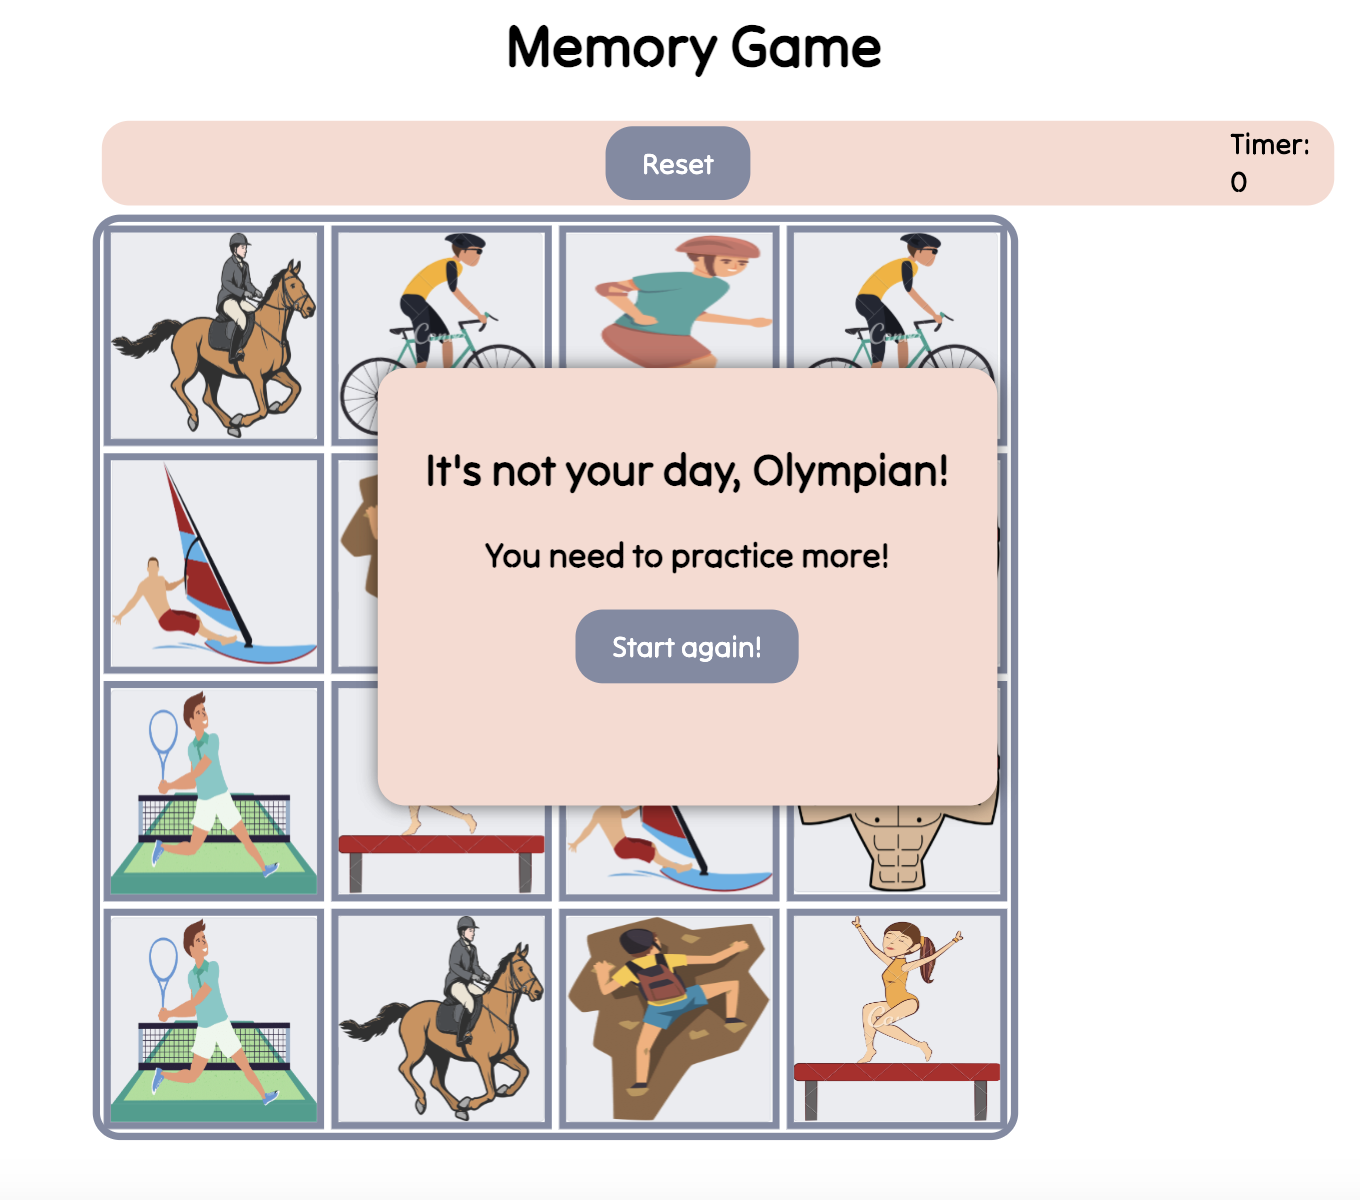 Memory Game
Reset
Timer:
0
It's not your day, Olympian!
You need to practice more!
Start again!